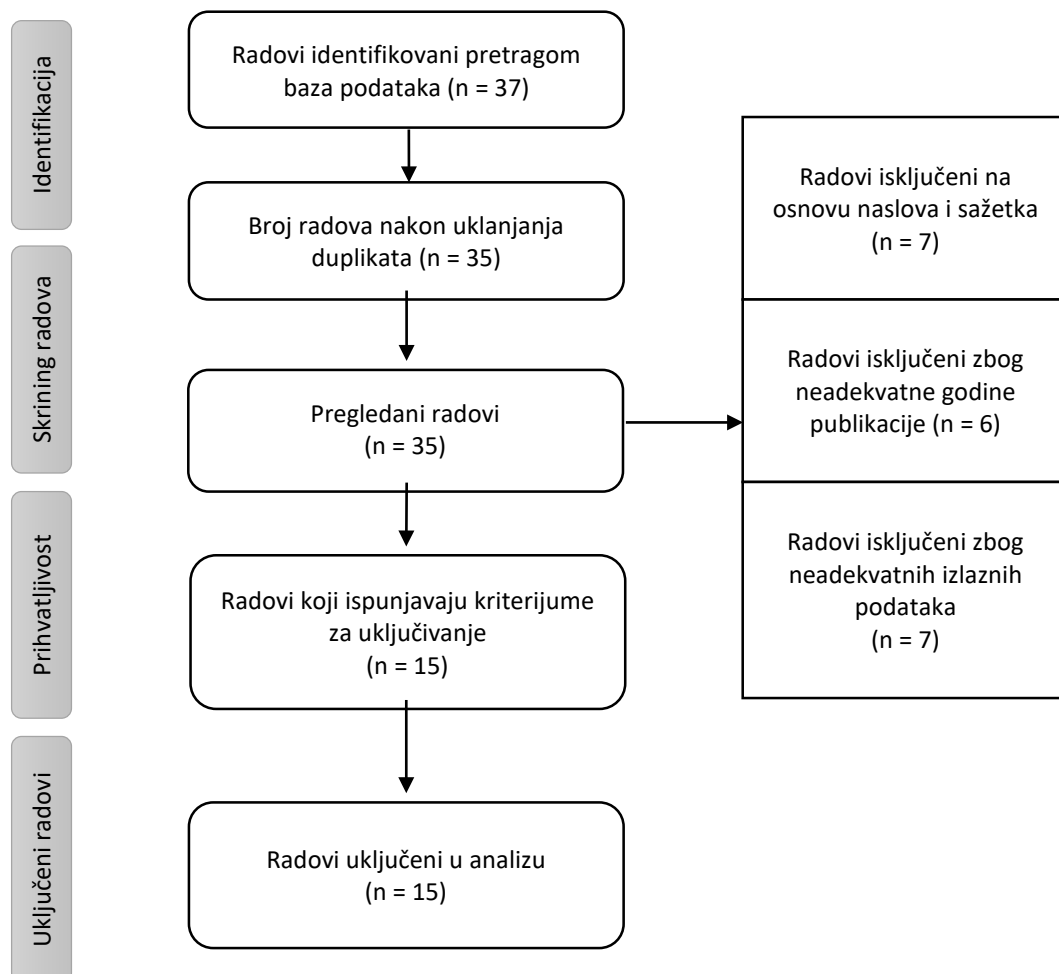 Identifikacija
Radovi identifikovani pretragom
baza podataka (n = 37)
Broj radova nakon uklanjanja
duplikata (n = 35)
Skrining radova
Pregledani radovi
(n = 35)
Radovi isključeni na
osnovu naslova i sažetka
(n = 7)
Radovi isključeni zbog
neadekvatne godine
publikacije (n = 6)
Radovi isključeni zbog
neadekvatnih izlaznih
podataka
(n = 7)
Prihvatljivost
Radovi koji ispunjavaju kriterijume
za uključivanje
(n = 15)
Uključeni radovi
Radovi uključeni u analizu
(n = 15)